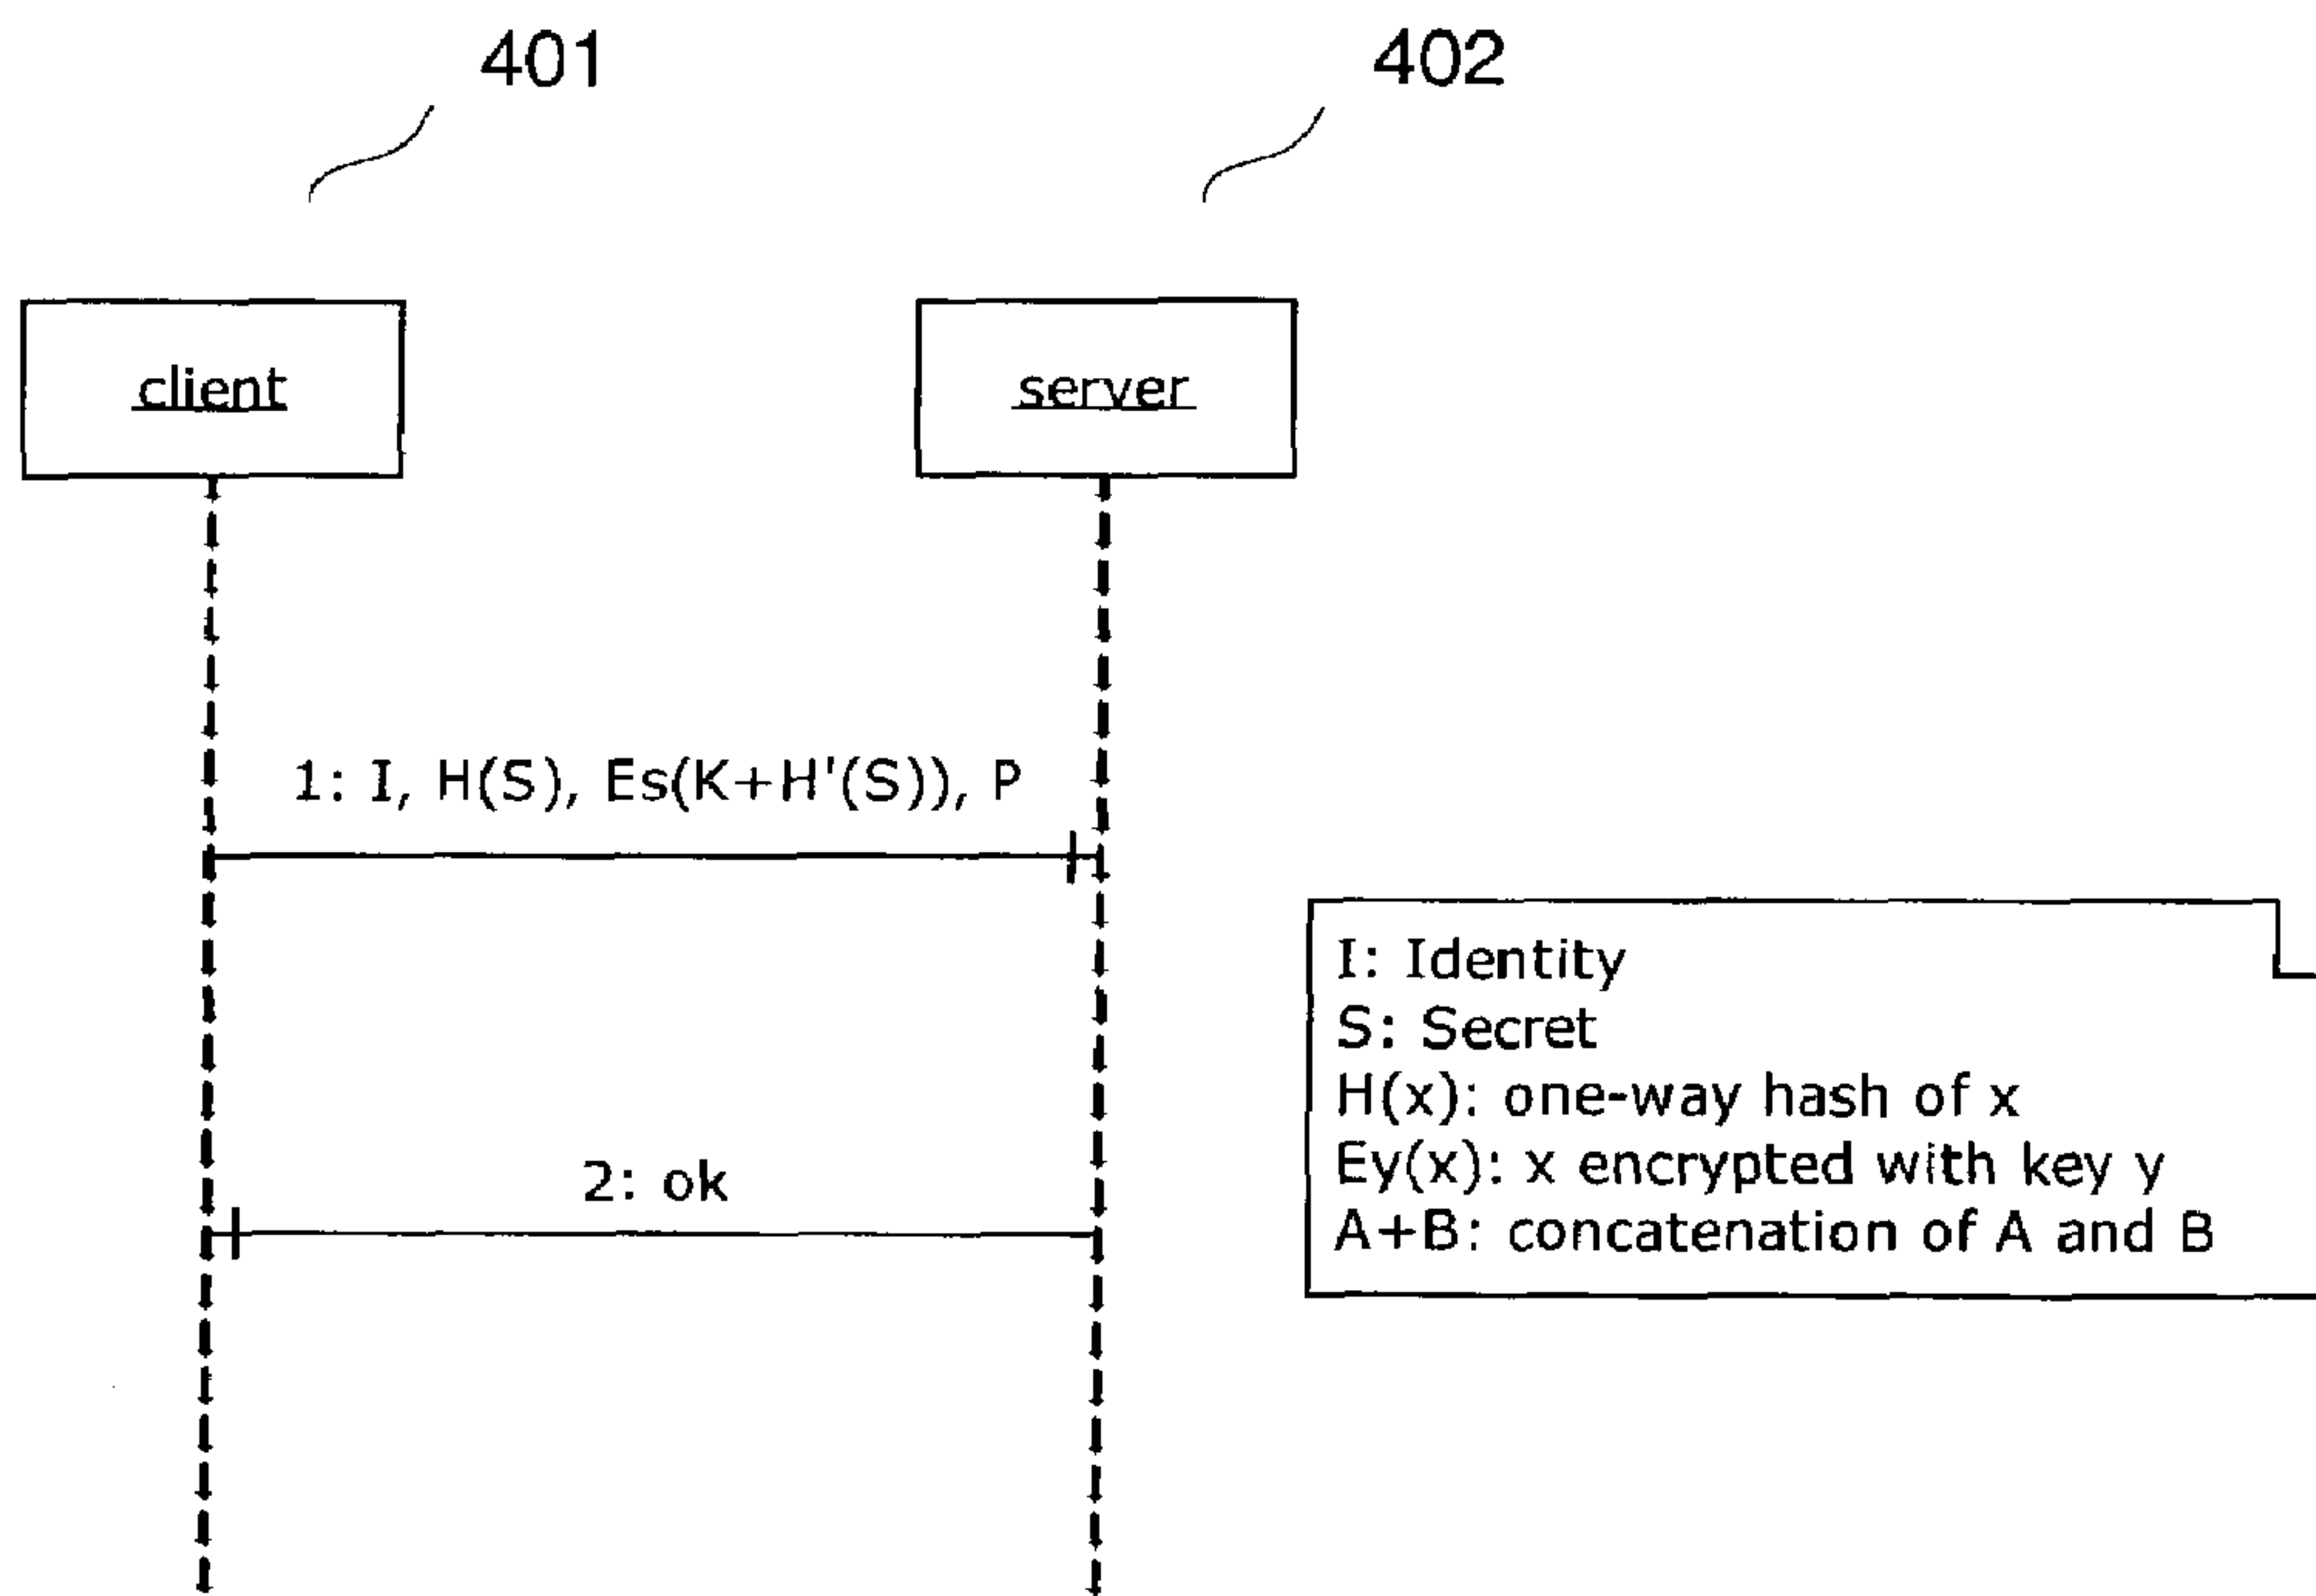 401
402
client
server
1: I, H(S), Es(K+H'(S)), P
I: Identity
S: Secret
H(x): one-way hash of x
Ey(x): x encrypted with key y
A+B: concatenation of A and B
2: ok